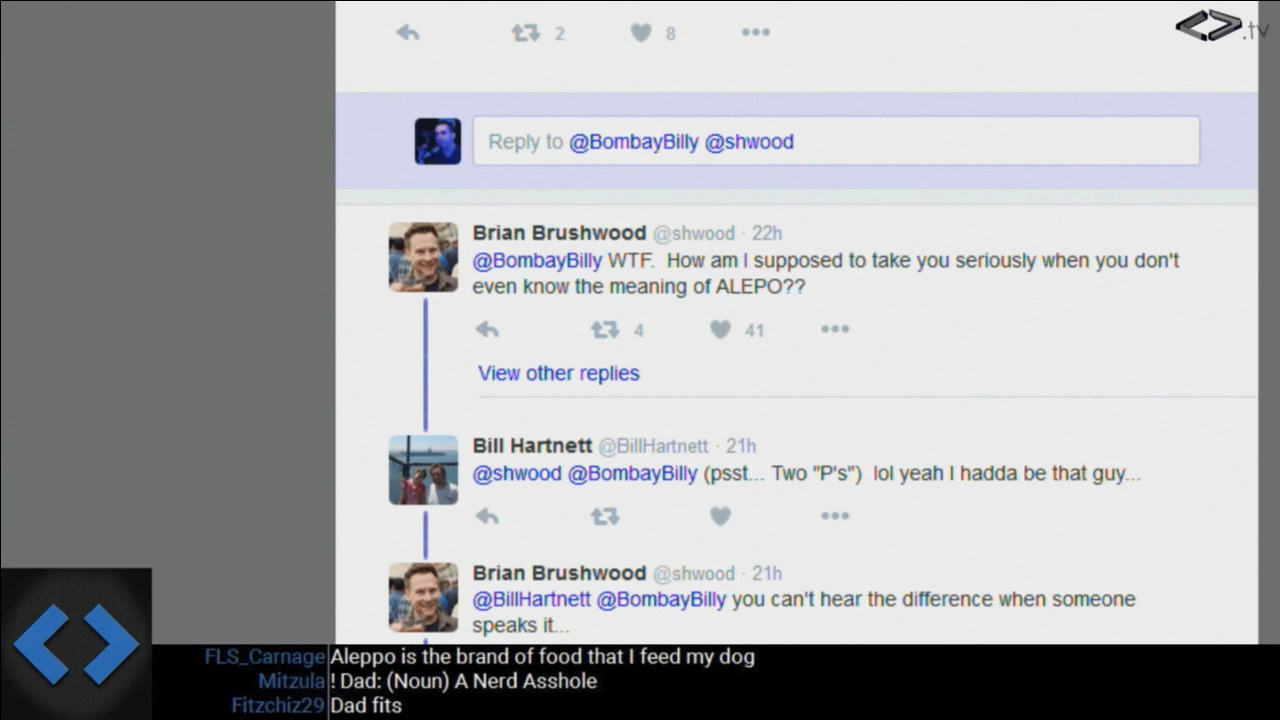 2 8
.tv
Reply to @BombayBilly @shwood
Brian Brushwood @shwood · 22h
@BombayBilly WTF. How am I supposed to take you seriously when you don't
even know the meaning of ALEPO??
4 41
View other replies
Bill Hartnett @BillHartnett · 21h
@shwood @BombayBilly (psst... Two "P's") lol yeah I hadda be that guy...
Brian Brushwood @shwood · 21h
@BillHartnett @BombayBilly you can't hear the difference when someone
speaks it...
FLS_Carnage Aleppo is the brand of food that I feed my dog
Mitzula ! Dad: (Noun) A Nerd Asshole
Fitzchiz29 Dad fits